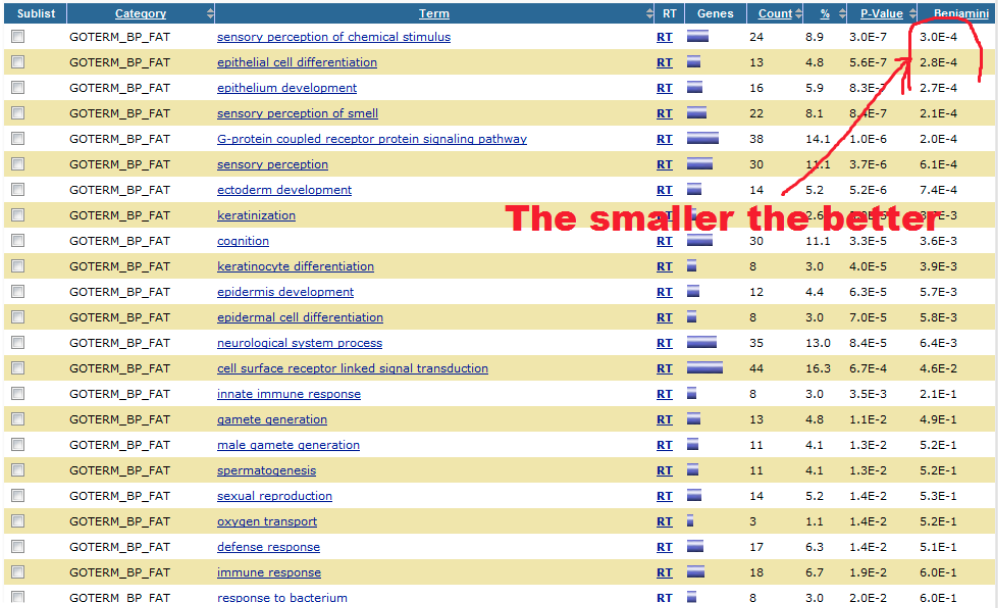 Sublist Category Term RT Genes Count % P-Value Benjamini
GOTERM_BP_FAT sensory perception of chemical stimulus RT 24 8.9 3.0E-7 3.0E-4
GOTERM_BP_FAT epithelial cell differentiation RT 13 4.8 5.6E-7 2.8E-4
GOTERM_BP_FAT epithelium development RT 16 5.9 8.3E-7 2.7E-4
GOTERM_BP_FAT sensory perception of smell RT 22 8.1 8.4E-7 2.1E-4
GOTERM_BP_FAT G-protein coupled receptor protein signaling pathway RT 38 14.1 1.0E-6 2.0E-4
GOTERM_BP_FAT sensory perception RT 30 11.1 3.7E-6 6.1E-4
GOTERM_BP_FAT ectoderm development RT 14 5.2 5.2E-6 7.4E-4
GOTERM_BP_FAT keratinization RT 2.6
The smaller the better
GOTERM_BP_FAT cognition RT 30 11.1 3.3E-5 3.6E-3
GOTERM_BP_FAT keratinocyte differentiation RT 8 3.0 4.0E-5 3.9E-3
GOTERM_BP_FAT epidermis development RT 12 4.4 6.3E-5 5.7E-3
GOTERM_BP_FAT epidermal cell differentiation RT 8 3.0 7.0E-5 5.8E-3
GOTERM_BP_FAT neurological system process RT 35 13.0 8.4E-5 6.4E-3
GOTERM_BP_FAT cell surface receptor linked signal transduction RT 44 16.3 6.7E-4 4.6E-2
GOTERM_BP_FAT innate immune response RT 8 3.0 3.5E-3 2.1E-1
GOTERM_BP_FAT gamete generation RT 13 4.8 1.1E-2 4.9E-1
GOTERM_BP_FAT male gamete generation RT 11 4.1 1.3E-2 5.2E-1
GOTERM_BP_FAT spermatogenesis RT 11 4.1 1.3E-2 5.2E-1
GOTERM_BP_FAT sexual reproduction RT 14 5.2 1.4E-2 5.3E-1
GOTERM_BP_FAT oxygen transport RT 3 1.1 1.4E-2 5.2E-1
GOTERM_BP_FAT defense response RT 17 6.3 1.4E-2 5.1E-1
GOTERM_BP_FAT immune response RT 18 6.7 1.9E-2 6.0E-1
GOTERM_BP_FAT response to bacterium RT 8 3.0 2.0E-2 6.0E-1